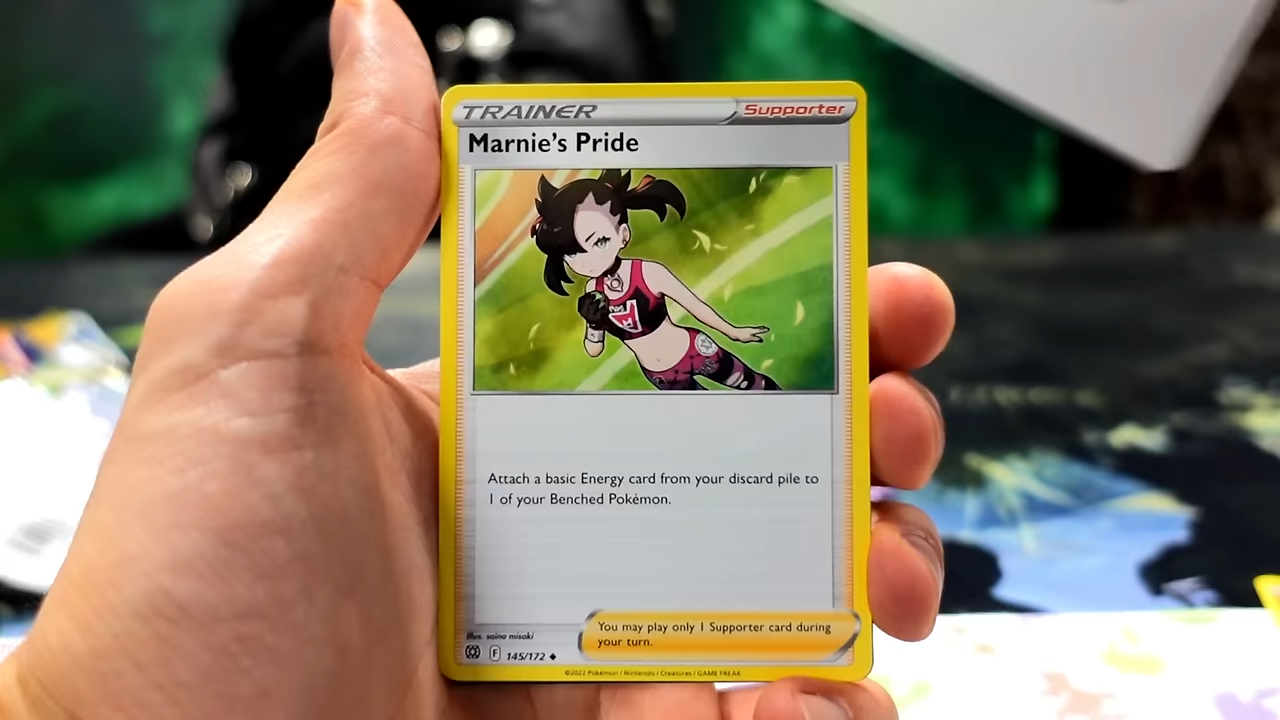 TRAINER Supporter
Marnie's Pride
Attach a basic Energy card from your discard pile to
1 of your Benched Pokémon.
You may play only 1 Supporter card during
your turn.
Illus. saino misaki
F 145/172
©2022 Pokémon / Nintendo / Creatures / GAME FREAK